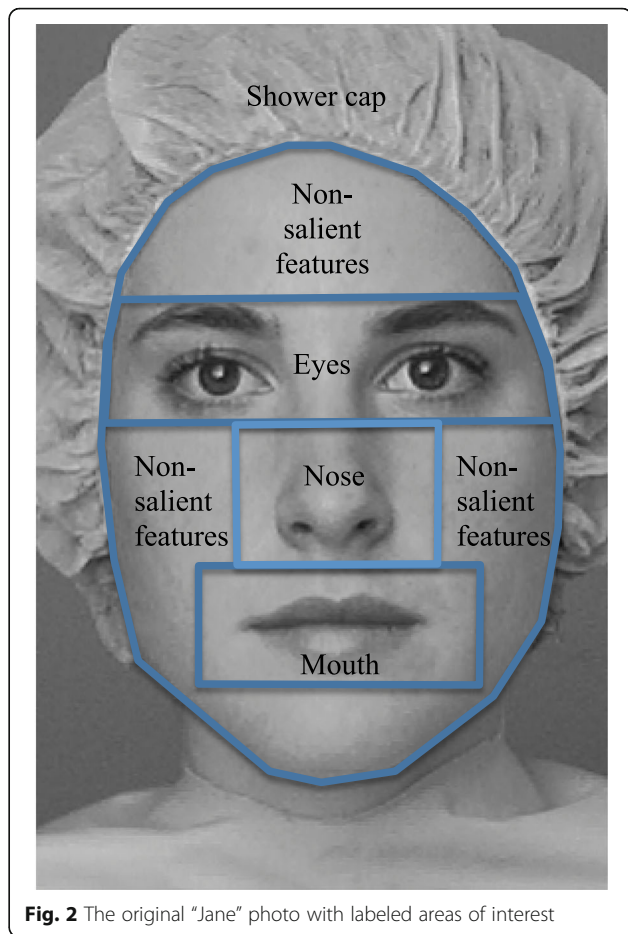 Shower cap
Non-
salient
features
Eyes
Non-
salient
features
Nose
Non-
salient
features
Mouth
Fig. 2 The original "Jane" photo with labeled areas of interest